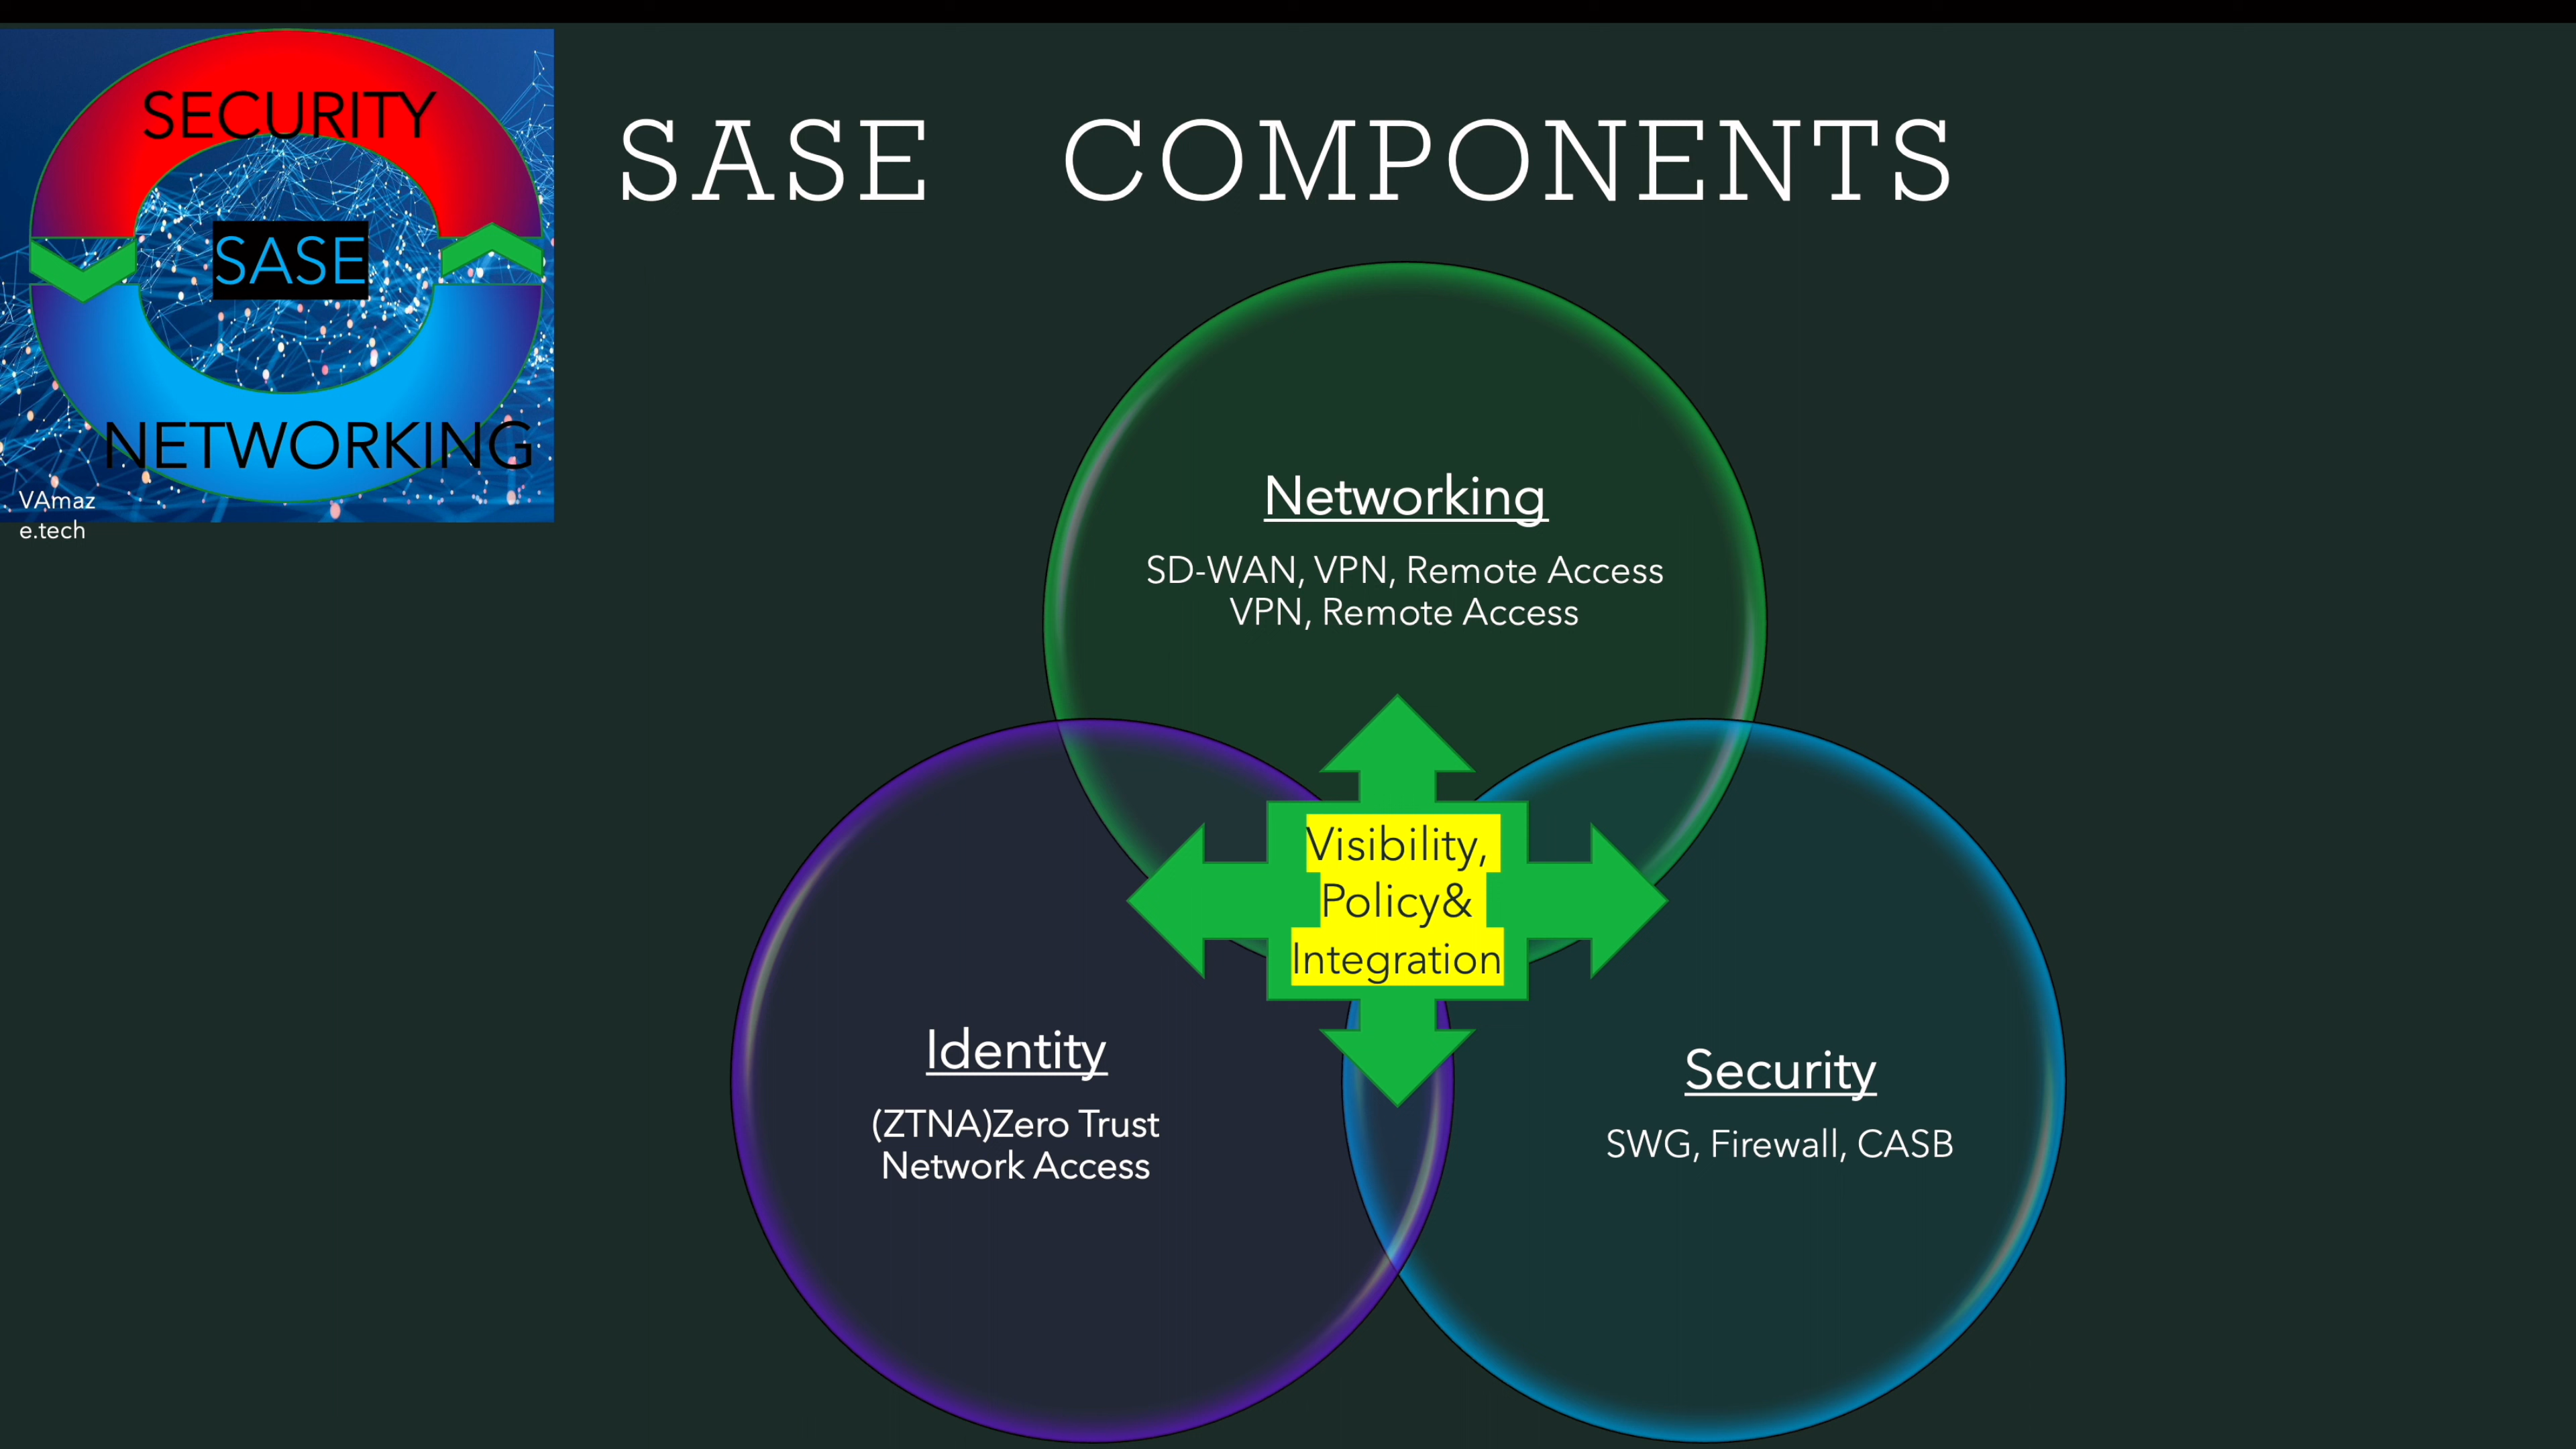 SECURITY
SASE
NETWORKING
VAmaz
e.tech
SASE COMPONENTS
Networking
SD-WAN, VPN, Remote Access
VPN, Remote Access
Visibility,
Policy&
Integration
Identity
(ZTNA)Zero Trust
Network Access
Security
SWG, Firewall, CASB